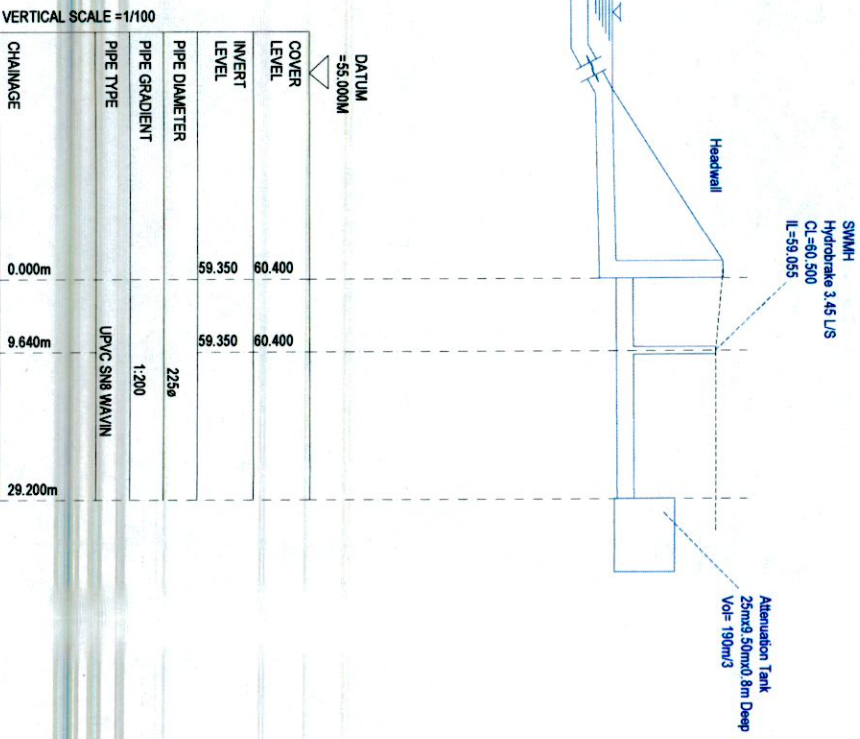 SWMH
Hydrobrake 3.45 L/S
CL=60.500
IL=59.055
Headwall
Attenuation Tank
25mx9.50mx0.8m Deep
Vol= 190m/3
DATUM
=55.000M
COVER
LEVEL
60.400
60.400
INVERT
LEVEL
59.350
59.350
PIPE DIAMETER
225ø
PIPE GRADIENT
1:200
PIPE TYPE
UPVC SN8 WAVIN
CHAINAGE
0.000m
9.640m
29.200m
VERTICAL SCALE =1/100